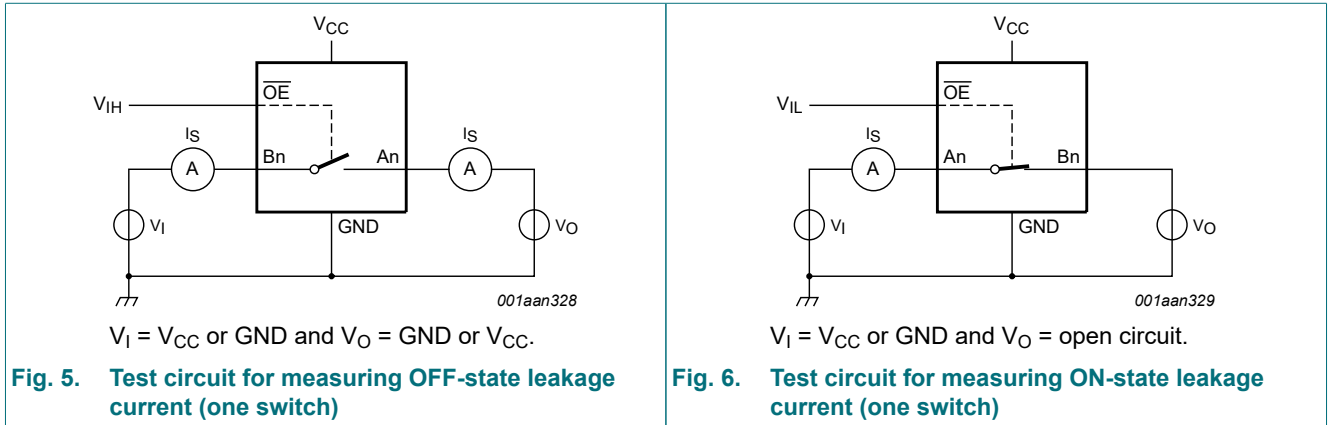 VCC
OE
VIH
IS
IS
A
Bn
An
A
VI
GND
VO
001aan328
VI = VCC or GND and VO = GND or VCC.
Fig. 5. Test circuit for measuring OFF-state leakage
current (one switch)
VCC
OE
VIL
IS
A
An
Bn
VI
GND
VO
001aan329
VI = VCC or GND and VO = open circuit.
Fig. 6. Test circuit for measuring ON-state leakage
current (one switch)